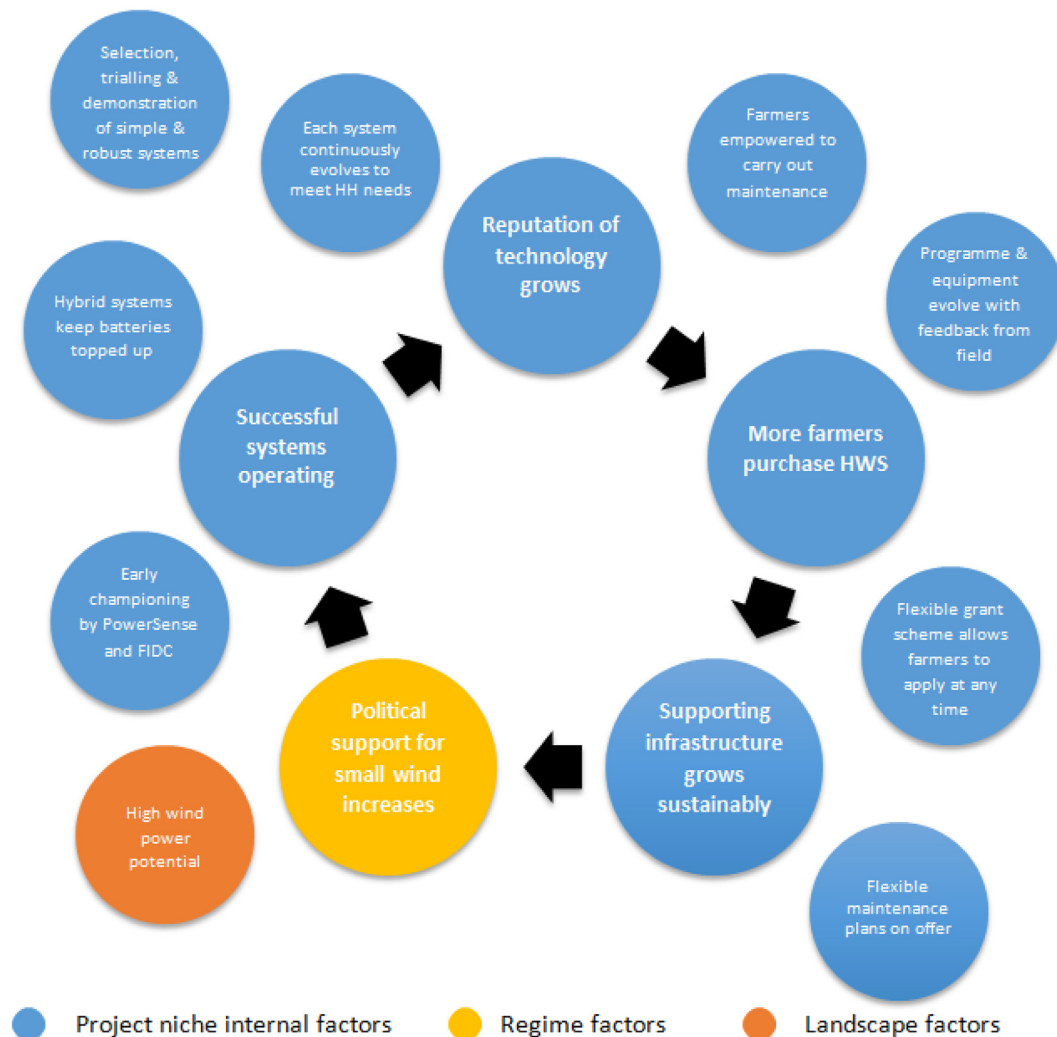 Selection,
trialling &
demonstration
of simple &
robust systems
Each system
continuously
evolves to
meet HH needs
Reputation of
technology
grows
Farmers
empowered to
carry out
maintenance
Programme &
equipment
evolve with
feedback from
field
Hybrid systems
keep batteries
topped up
Successful
systems
operating
More farmers
purchase HWS
Early
championing
by PowerSense
and FIDC
Flexible grant
scheme allows
farmers to
apply at any
time
Political
support for
small wind
increases
Supporting
infrastructure
grows
sustainably
High wind
power
potential
Flexible
maintenance
plans on offer
Project niche internal factors
Regime factors
Landscape factors